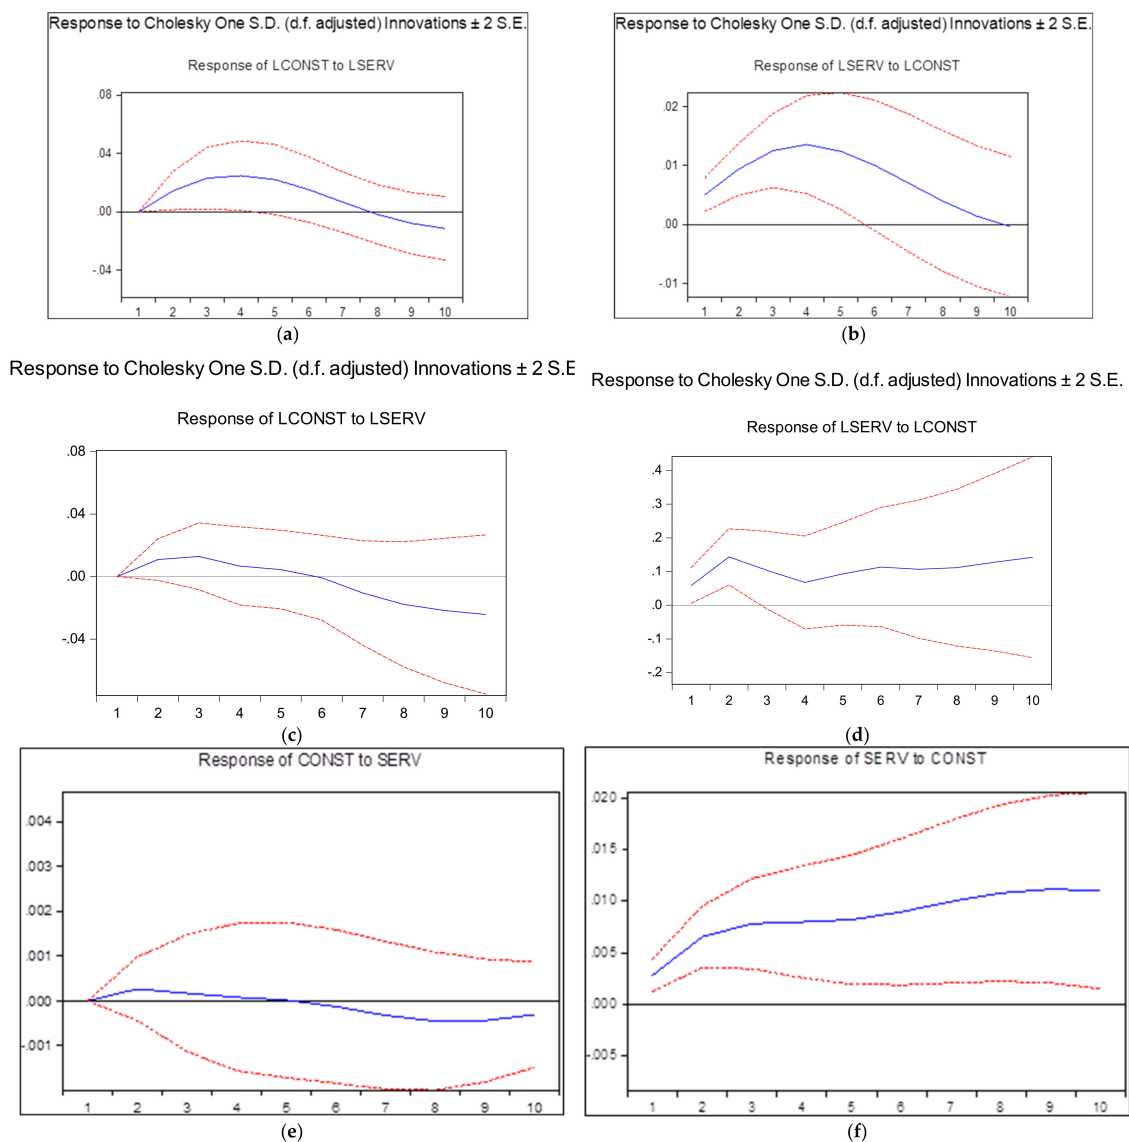 Response to Cholesky One S.D. (d.f. adjusted) Innovations ± 2 S.E.
Response of LCONST to LSERV
.08
.04
.00
-.04
1 2 3 4 5 6 7 8 9 10
(a)
Response to Cholesky One S.D. (d.f. adjusted) Innovations ± 2 S.E.
Response of LSERV to LCONST
.02
.01
.00
-.01
1 2 3 4 5 6 7 8 9 10
(b)
Response to Cholesky One S.D. (d.f. adjusted) Innovations ± 2 S.E
Response of LCONST to LSERV
.08
.04
.00
-.04
1 2 3 4 5 6 7 8 9 10
(c)
Response to Cholesky One S.D. (d.f. adjusted) Innovations ± 2 S.E.
Response of LSERV to LCONST
.4
.3
.2
.1
.0
-.1
-.2
1 2 3 4 5 6 7 8 9 10
(d)
Response of CONST to SERV
.004
.003
.002
.001
.000
-.001
1 2 3 4 5 6 7 8 9 10
(e)
Response of SERV to CONST
.020
.015
.010
.005
.000
-.005
1 2 3 4 5 6 7 8 9 10
(f)